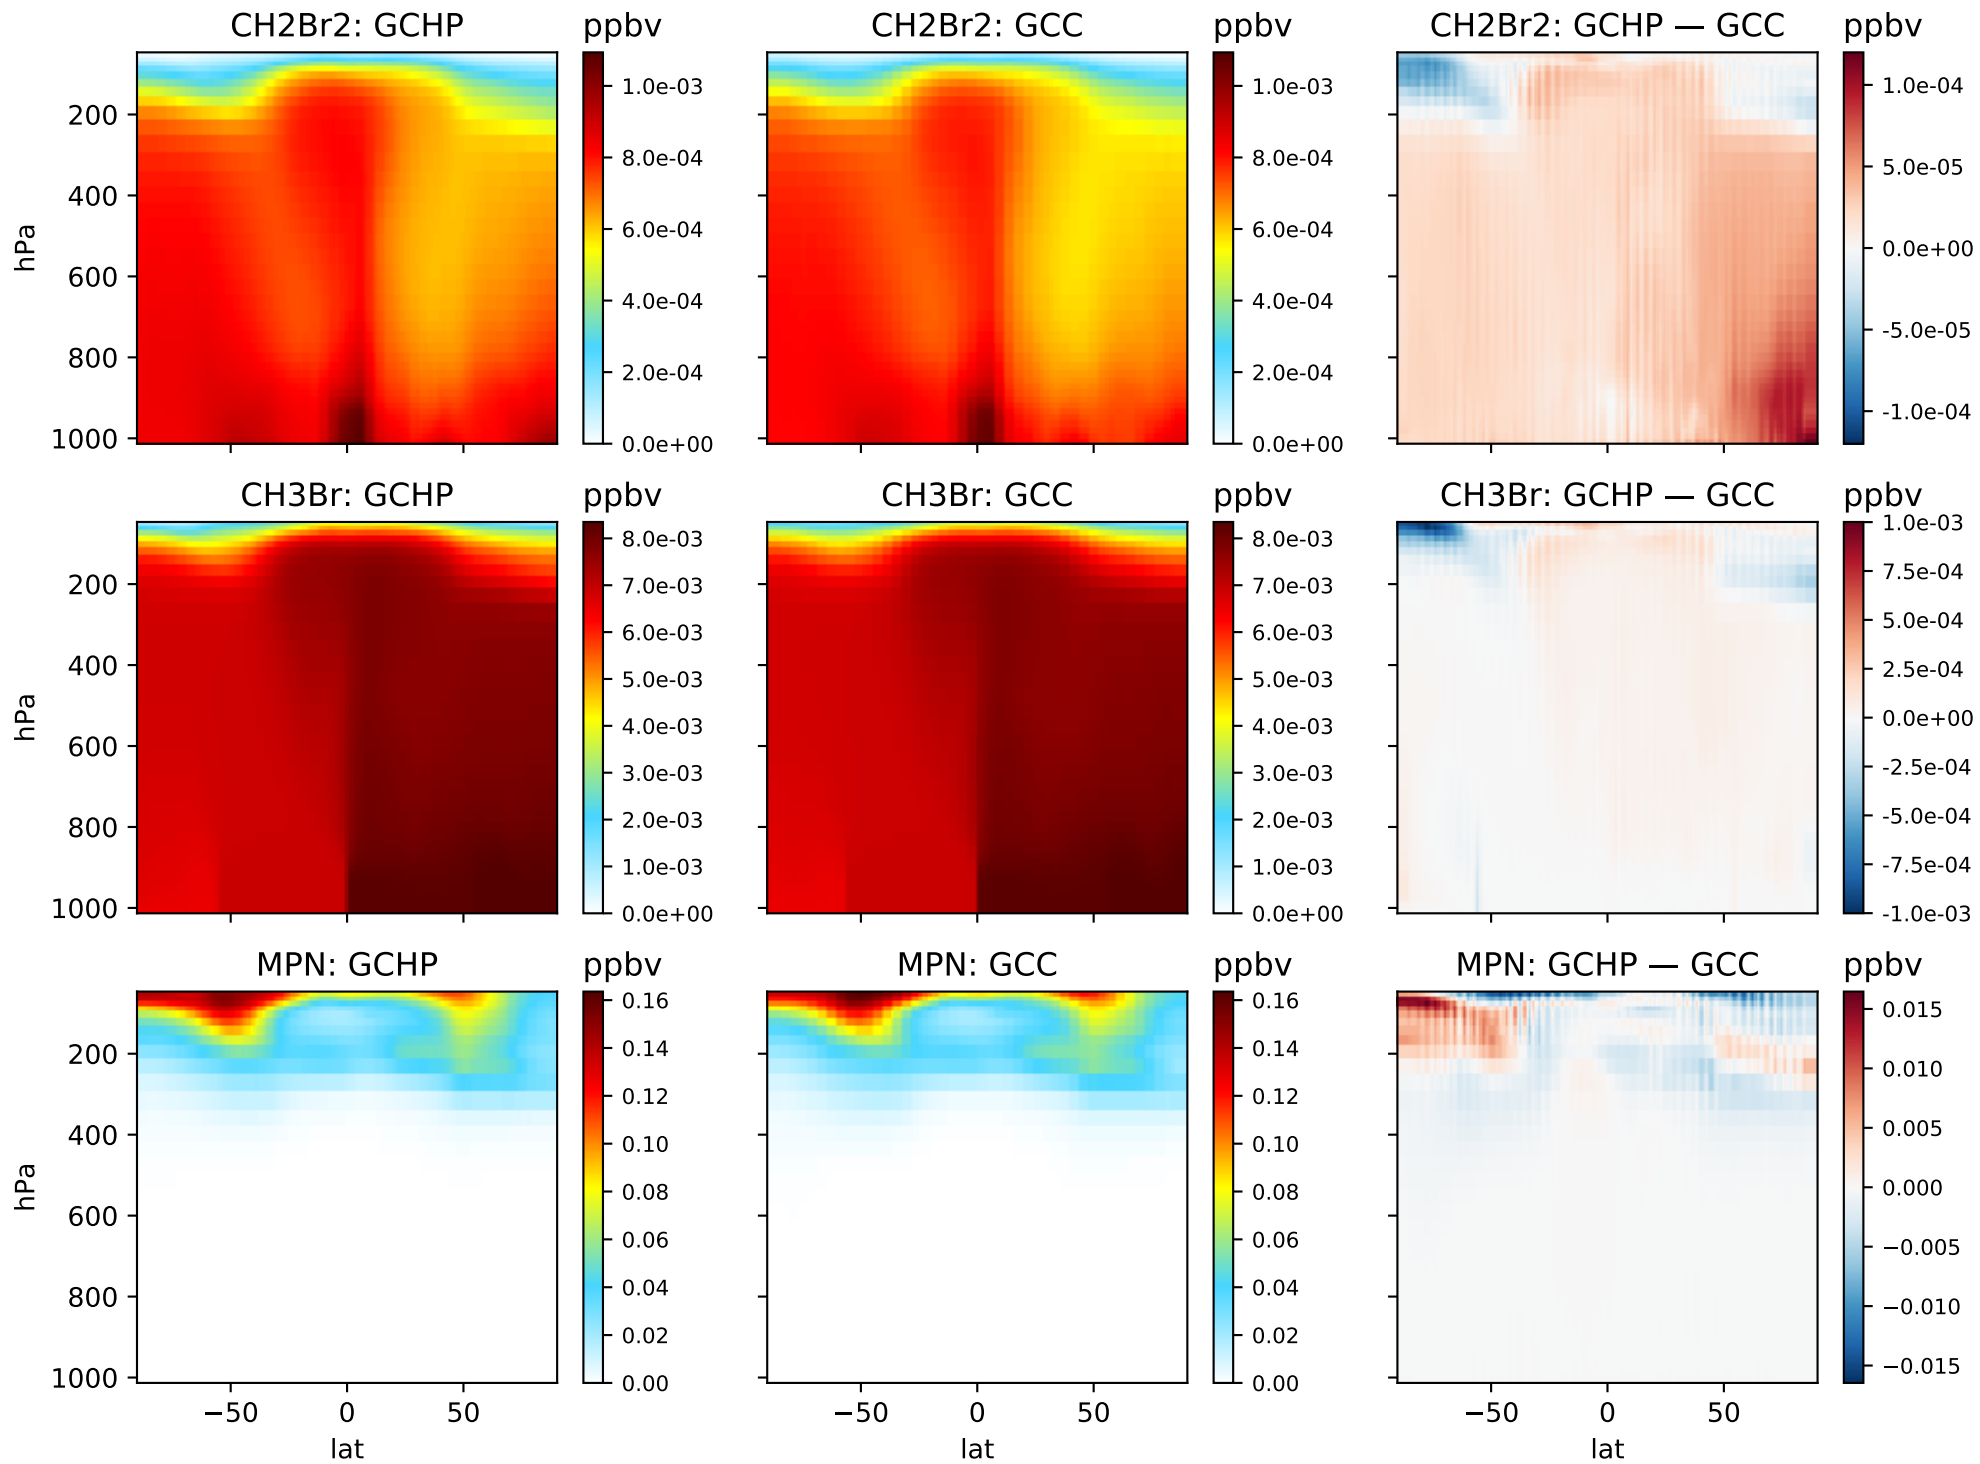 CH2Br2: GCHP
ppbv
CH2Br2: GCC
ppbv
CH2Br2: GCHP — GCC
ppbv
hPa
200
400
600
800
1000
1.0e-03
8.0e-04
6.0e-04
4.0e-04
2.0e-04
0.0e+00
1.0e-03
8.0e-04
6.0e-04
4.0e-04
2.0e-04
0.0e+00
1.0e-04
5.0e-05
0.0e+00
-5.0e-05
-1.0e-04
CH3Br: GCHP
ppbv
CH3Br: GCC
ppbv
CH3Br: GCHP — GCC
ppbv
hPa
200
400
600
800
1000
8.0e-03
7.0e-03
6.0e-03
5.0e-03
4.0e-03
3.0e-03
2.0e-03
1.0e-03
0.0e+00
8.0e-03
7.0e-03
6.0e-03
5.0e-03
4.0e-03
3.0e-03
2.0e-03
1.0e-03
0.0e+00
1.0e-03
7.5e-04
5.0e-04
2.5e-04
0.0e+00
-2.5e-04
-5.0e-04
-7.5e-04
-1.0e-03
MPN: GCHP
ppbv
MPN: GCC
ppbv
MPN: GCHP — GCC
ppbv
hPa
200
400
600
800
1000
0.16
0.14
0.12
0.10
0.08
0.06
0.04
0.02
0.00
0.16
0.14
0.12
0.10
0.08
0.06
0.04
0.02
0.00
0.015
0.010
0.005
0.000
−0.005
−0.010
−0.015
−50 0 50
−50 0 50
−50 0 50
lat
lat
lat